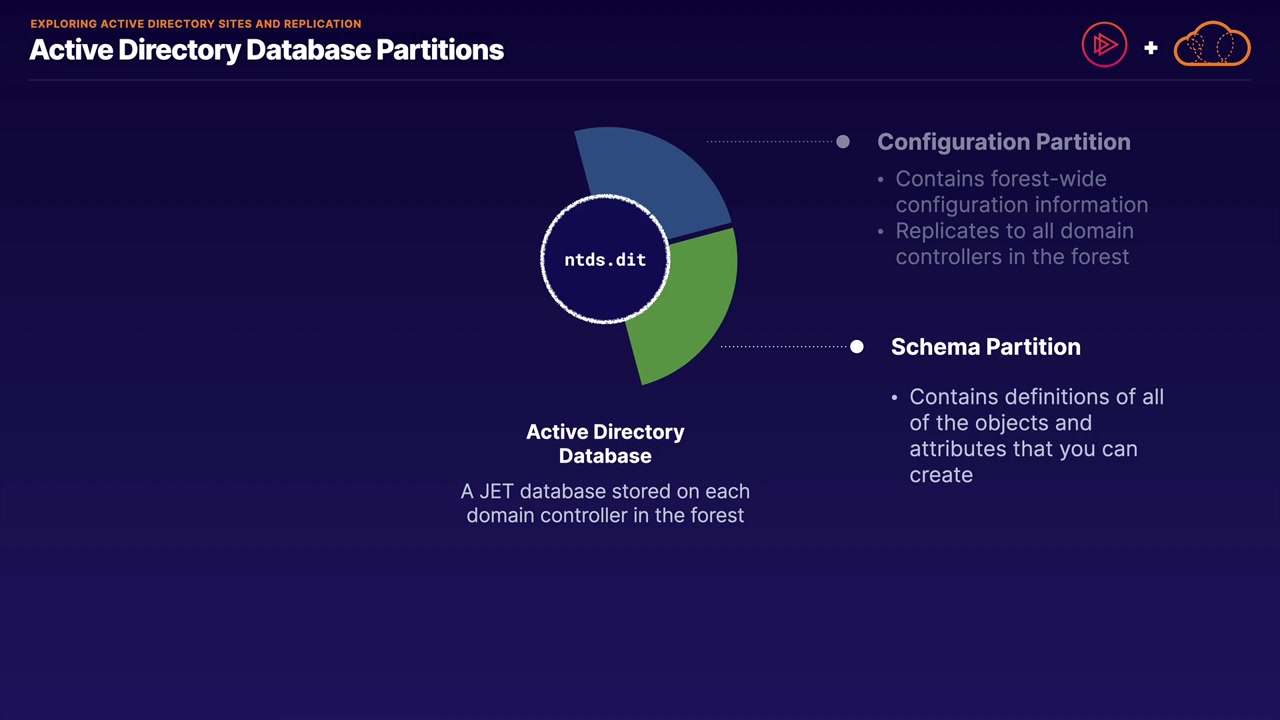 EXPLORING ACTIVE DIRECTORY SITES AND REPLICATION
Active Directory Database Partitions
+
Configuration Partition
• Contains forest-wide
configuration information
• Replicates to all domain
controllers in the forest
ntds.dit
Schema Partition
• Contains definitions of all
of the objects and
attributes that you can
create
Active Directory
Database
A JET database stored on each
domain controller in the forest